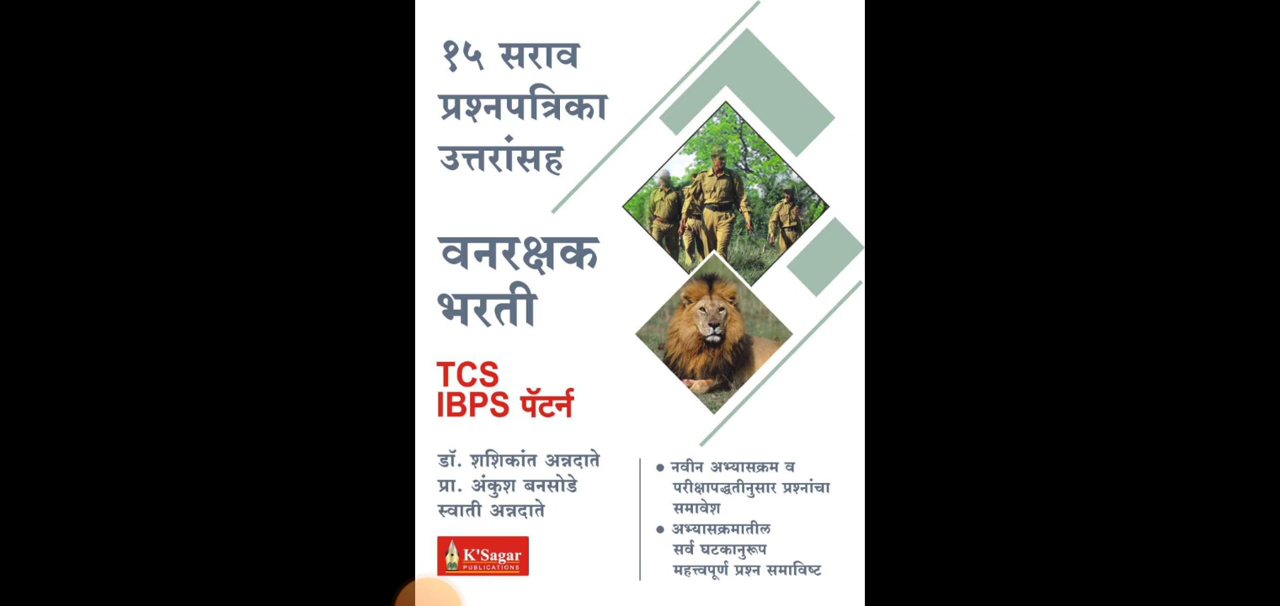 १५ सराव
प्रश्नपत्रिका
उत्तरांसह
वनरक्षक
भरती
TCS
IBPS पॅटर्न
डॉ. शशिकांत अन्नदाते
प्रा. अंकुश बनसोडे
स्वाती अन्नदाते
K'Sagar
PUBLICATIONS
● नवीन अभ्यासक्रम व
परीक्षापद्धतीनुसार प्रश्नांचा
समावेश
● अभ्यासक्रमातील
सर्व घटकानुरूप
महत्त्वपूर्ण प्रश्न समाविष्ट